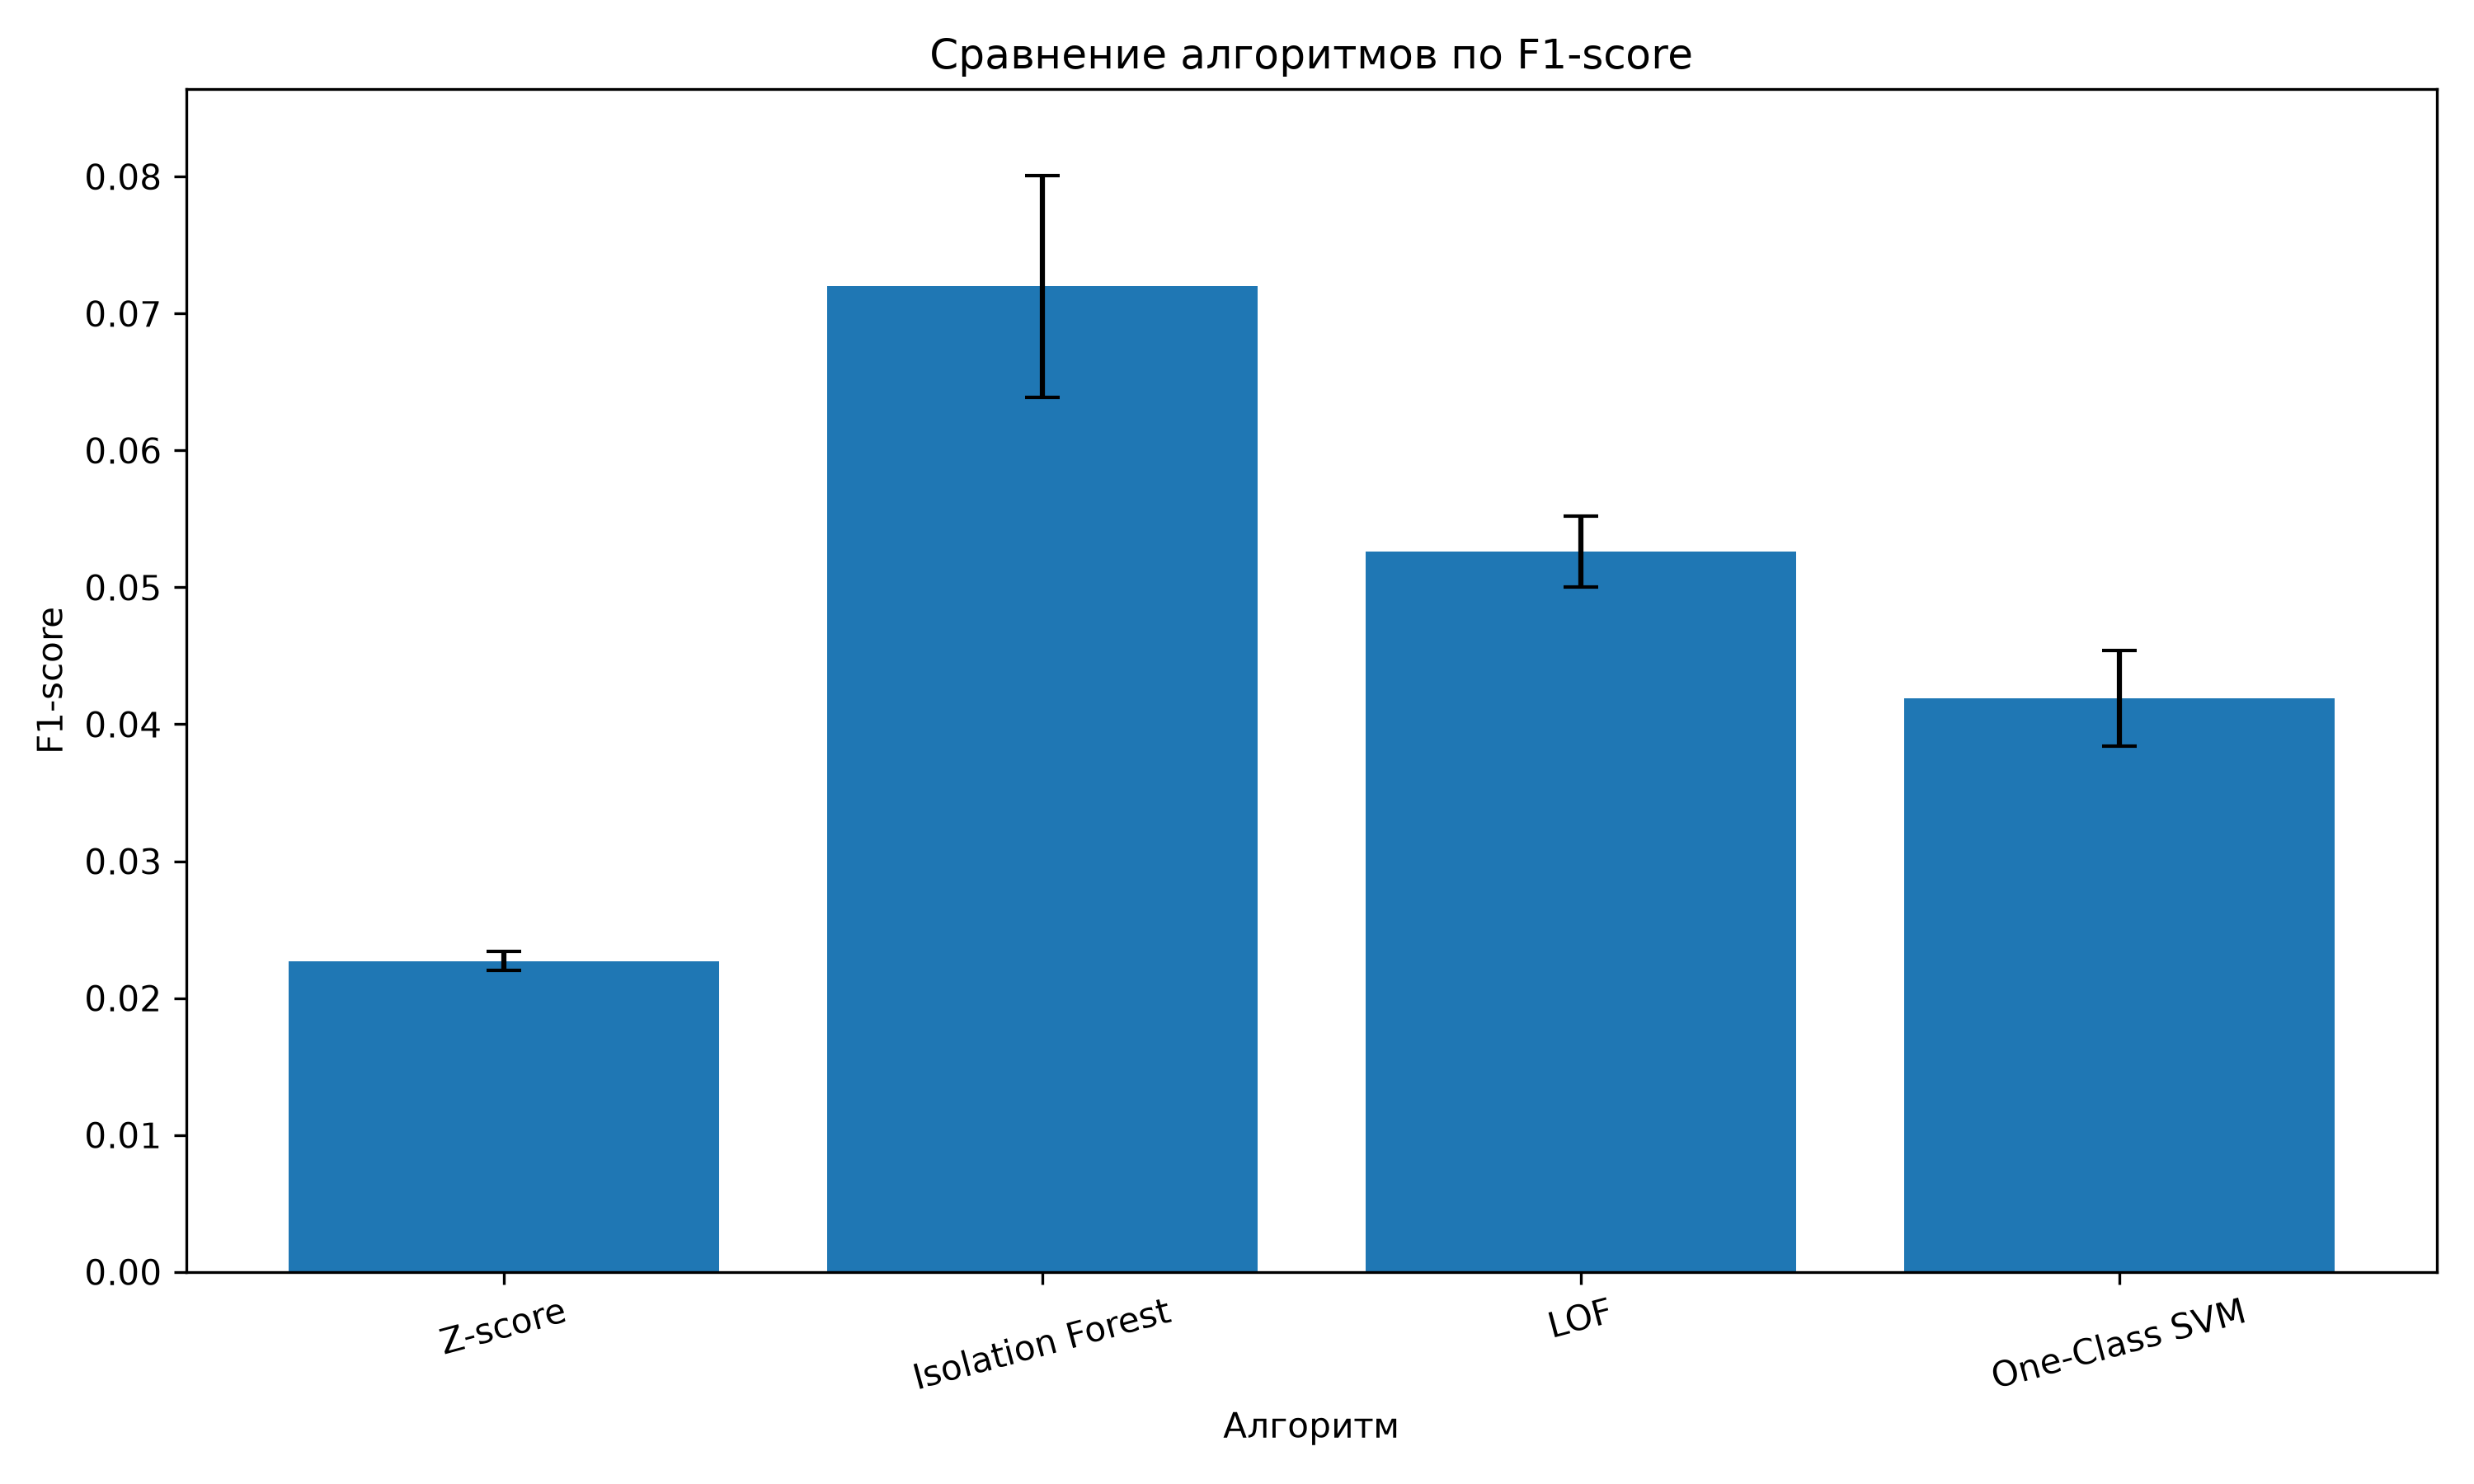 Сравнение алгоритмов по F1-score
F1-score
0.08
0.07
0.06
0.05
0.04
0.03
0.02
0.01
0.00
Z-score
Isolation Forest
LOF
One-Class SVM
Алгоритм